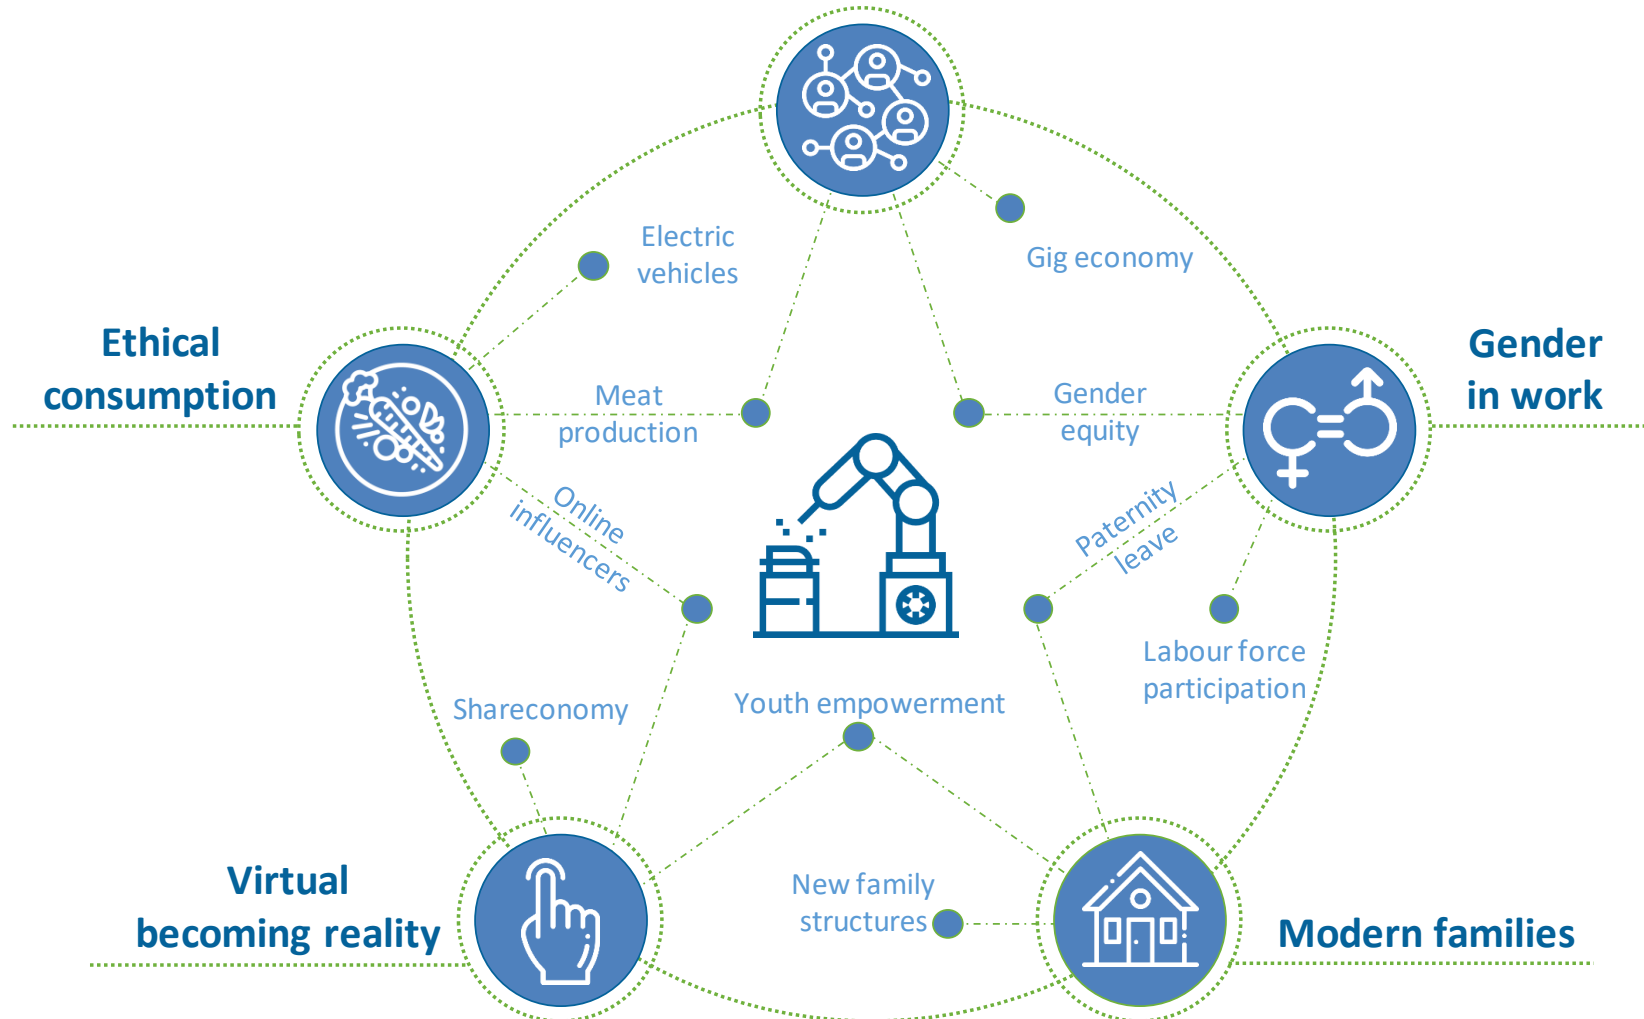 Electric
vehicles
Gig economy
Ethical
consumption
Gender
in work
Meat
production
Gender
equity
Online
influencers
Paternity
leave
Labour force
participation
Shareconomy
Youth empowerment
Virtual
becoming reality
New family
structures
Modern families